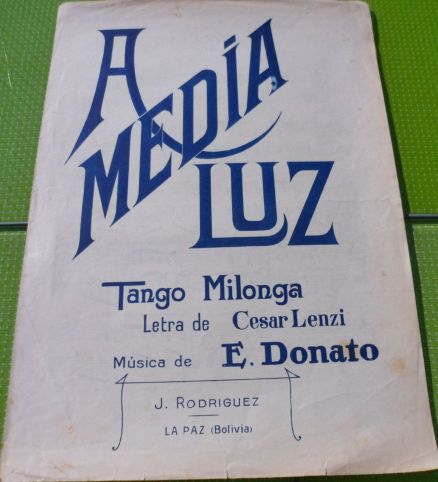 A
MEDIA
LUZ
Tango Milonga
Letra de Cesar Lenzi
Música de E. Donato
J. RODRIGUEZ
LA PAZ (Bolivia)